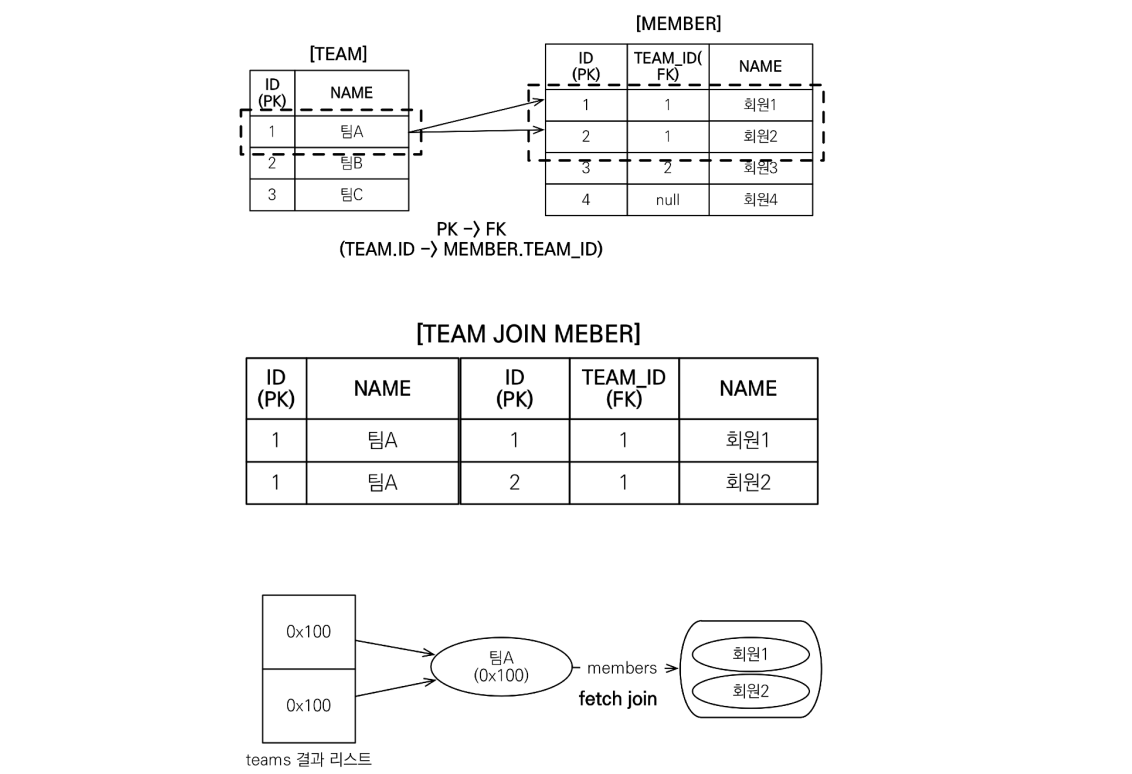 [TEAM]
ID
(PK)
NAME
1
팀A
2
팀B
3
팀C
[MEMBER]
ID
(PK)
TEAM_ID(
FK)
NAME
1
1
회원1
2
1
회원2
3
2
회원3
4
null
회원4
PK -> FK
(TEAM.ID -> MEMBER.TEAM_ID)
[TEAM JOIN MEBER]
ID
(PK)
NAME
ID
(PK)
TEAM_ID
(FK)
NAME
1
팀A
1
1
회원1
1
팀A
2
1
회원2
0x100
0x100
teams 결과 리스트
팀A
(0x100)
members
fetch join
회원1
회원2